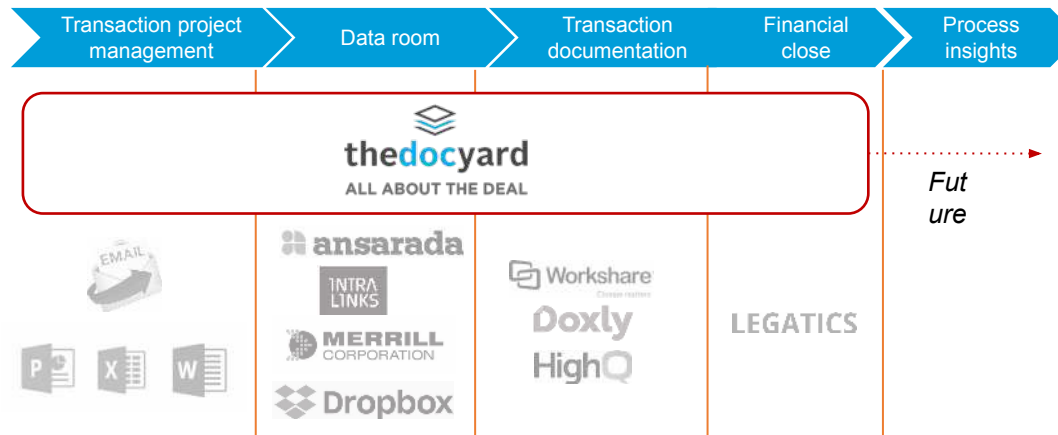 Transaction project
management
Data room
Transaction
documentation
Financial
close
Process
insights
thedocyard
ALL ABOUT THE DEAL
Fut
ure
EMAIL
P
X
W
ansarada
INTRA
LINKS
MERRILL
CORPORATION
Dropbox
Workshare
Doxly
HighQ
LEGATICS